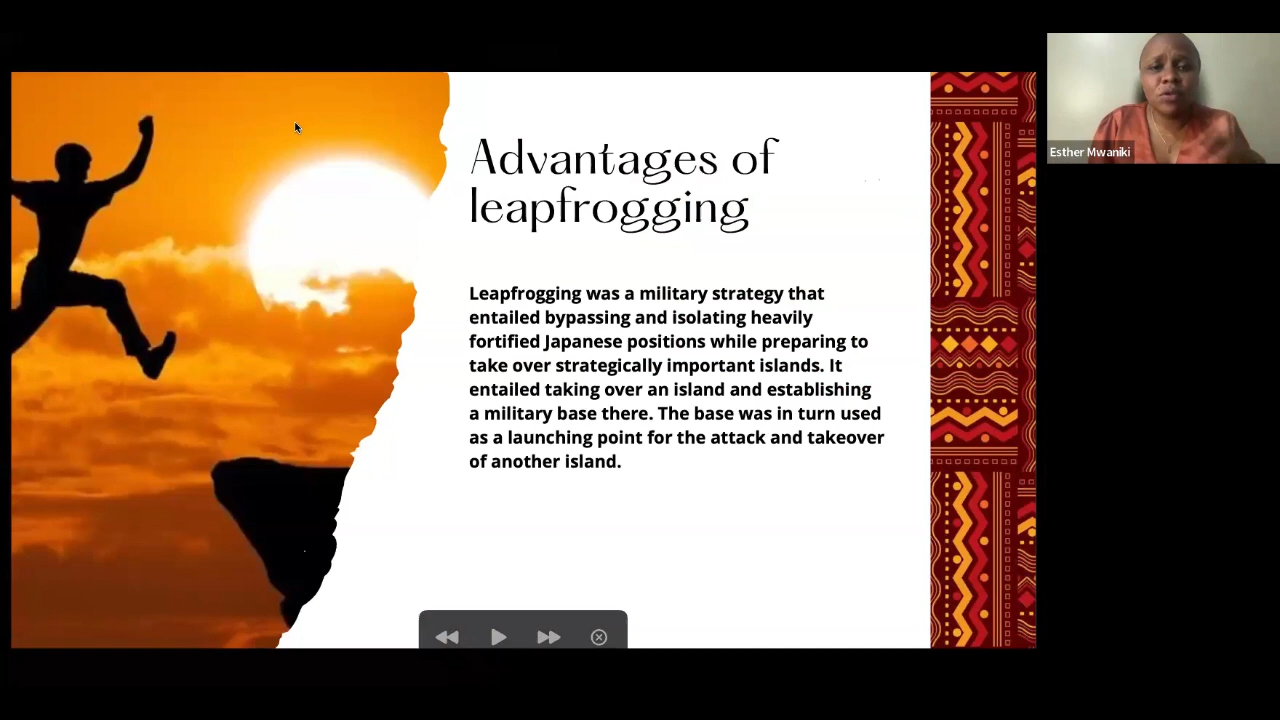 Advantages of
leapfrogging
Leapfrogging was a military strategy that
entailed bypassing and isolating heavily
fortified Japanese positions while preparing to
take over strategically important islands. It
entailed taking over an island and establishing
a military base there. The base was in turn used
as a launching point for the attack and takeover
of another island.
Esther Mwaniki